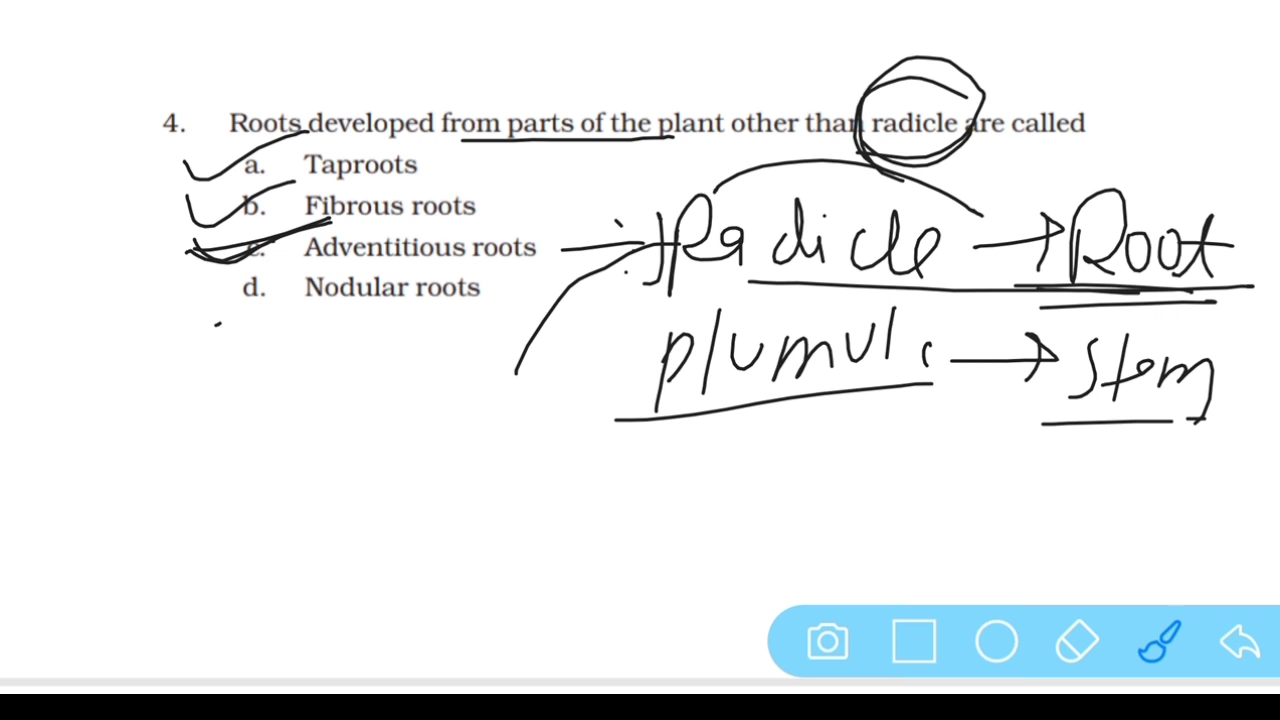 4. Roots developed from parts of the plant other than radicle are called
a. Taproots
b. Fibrous roots
c. Adventitious roots
d. Nodular roots
Radicle → Root
plumule → Stem